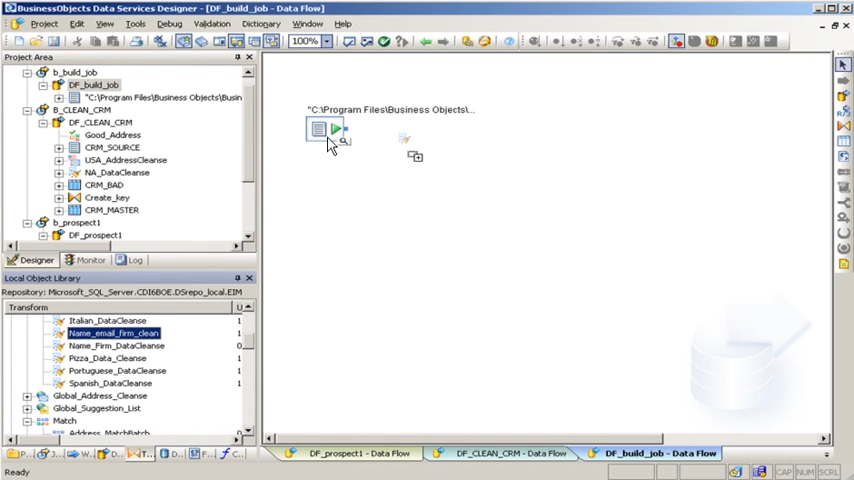 BusinessObjects Data Services Designer - [DF_build_job - Data Flow]
Project Edit View Tools Debug Validation Dictionary Window Help
100%
Project Area
b_build_job
DF_build_job
"C:\Program Files\Business Objects\Busin
B_CLEAN_CRM
DF_CLEAN_CRM
Good_Address
CRM_SOURCE
USA_AddressCleanse
NA_DataCleanse
CRM_BAD
Create_key
CRM_MASTER
b_prospect1
DF_prospect1
Designer Monitor Log
Local Object Library
Repository: Microsoft_SQL_Server.CDI6BOE.DSrepo_local.EIM
Transform U
Italian_DataCleanse 1
Name_email_firm_clean 1
Name_Firm_DataCleanse 0
Pizza_Data_Cleanse 1
Portuguese_DataCleanse 1
Spanish_DataCleanse 1
Global_Address_Cleanse
Global_Suggestion_List
Match
Address_MatchBatch 0
P... J... W... D... T... D... F... C...
"C:\Program Files\Business Objects\...
DF_prospect1 - Data Flow DF_CLEAN_CRM - Data Flow DF_build_job - Data Flow
Ready CAP NUM SCRL